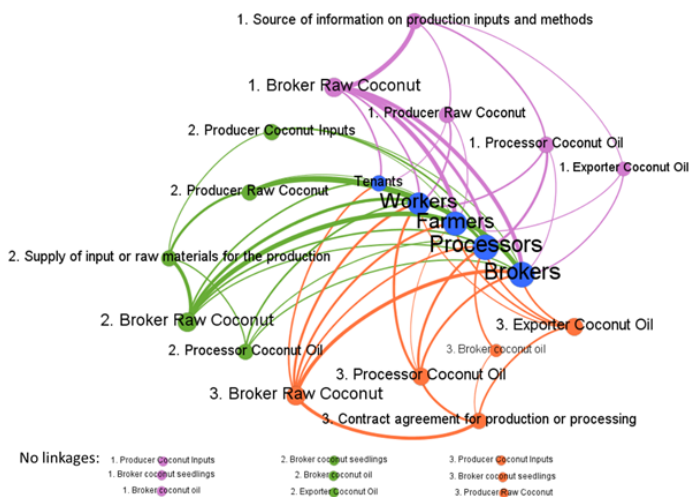 1. Source of information on production inputs and methods
1. Broker Raw Coconut
1. Producer Raw Coconut
2. Producer Coconut Inputs
1. Processor Coconut Oil
1. Exporter Coconut Oil
Tenants
2. Producer Raw Coconut
Workers
Farmers
Processors
2. Supply of input or raw materials for the production
Brokers
2. Broker Raw Coconut
3. Exporter Coconut Oil
2. Processor Coconut Oil
3. Broker coconut oil
3. Processor Coconut Oil
3. Broker Raw Coconut
3. Contract agreement for production or processing
No linkages:
1. Producer Coconut Inputs
2. Broker coconut seedlings
3. Producer Coconut Inputs
1. Broker coconut seedlings
2. Broker coconut oil
3. Broker coconut seedlings
1. Broker coconut oil
2. Exporter Coconut Oil
3. Producer Raw Coconut